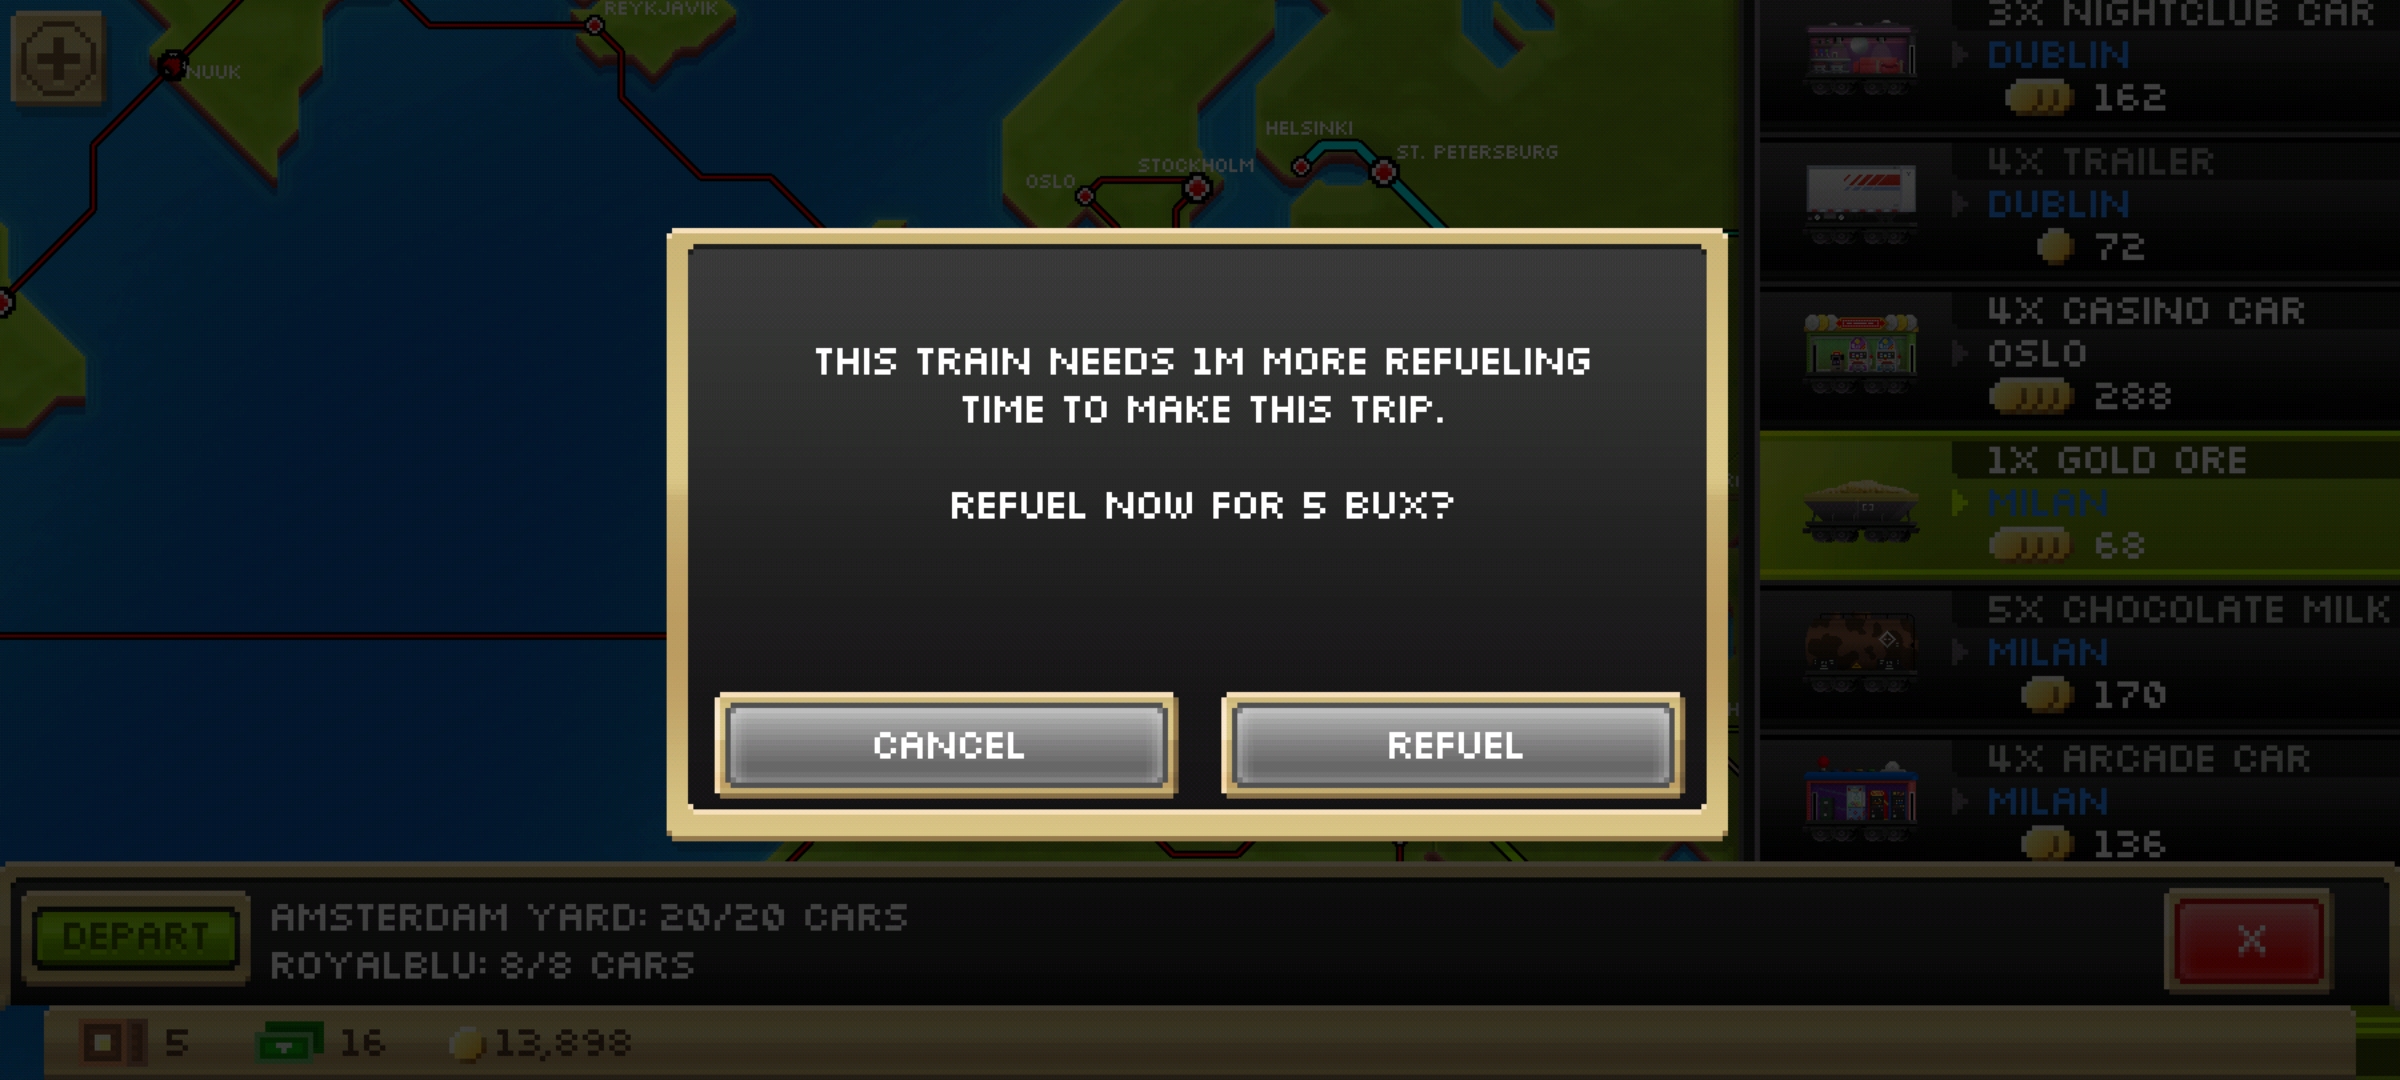 REYKJAVIK
NUUK
HELSINKI
ST. PETERSBURG
STOCKHOLM
OSLO
3X NIGHTCLUB CAR
DUBLIN
162
4X TRAILER
DUBLIN
72
4X CASINO CAR
OSLO
288
1X GOLD ORE
MILAN
68
5X CHOCOLATE MILK
MILAN
170
4X ARCADE CAR
MILAN
136
THIS TRAIN NEEDS 1M MORE REFUELING
TIME TO MAKE THIS TRIP.
REFUEL NOW FOR 5 BUX?
CANCEL
REFUEL
DEPART
AMSTERDAM YARD: 20/20 CARS
ROYALBLU: 8/8 CARS
X
5
16
13,898